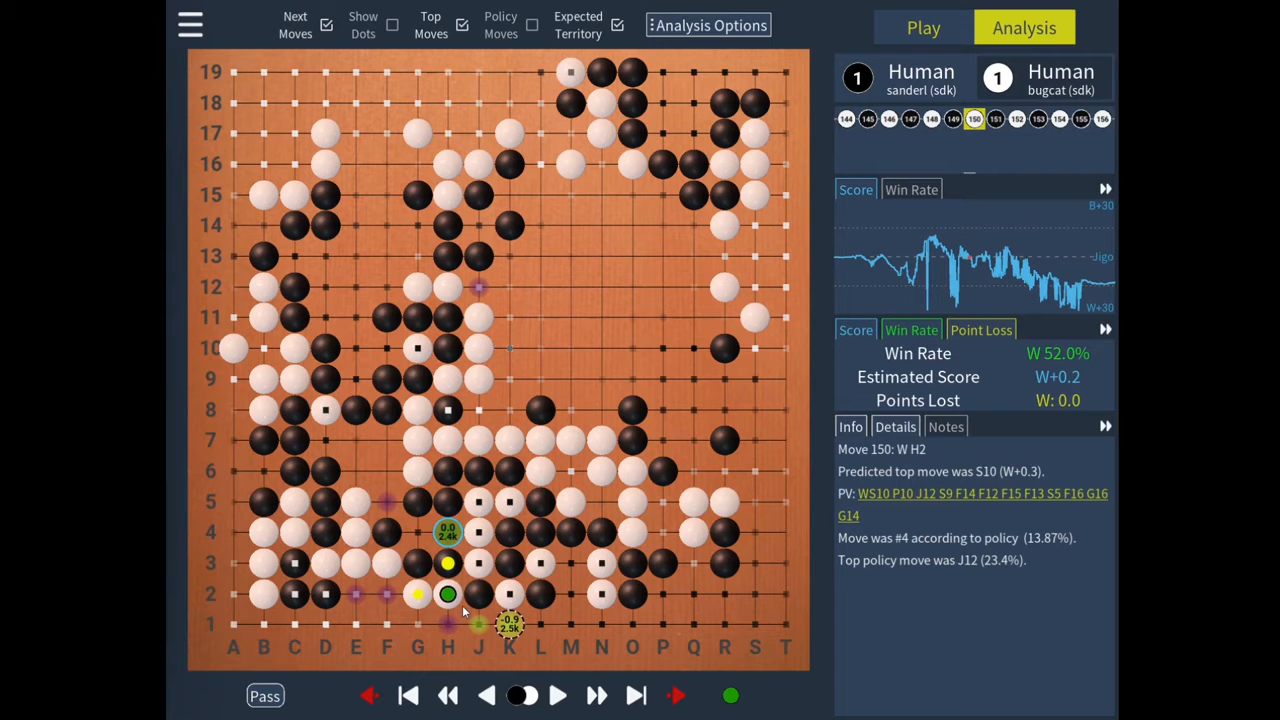 Next Moves
Show Dots
Top Moves
Policy Moves
Expected Territory
Analysis Options
Play
Analysis
1 Human
sanderl (sdk)
1 Human
bugcat (sdk)
144 145 146 147 148 149 150 151 152 153 154 155 156
Score
Win Rate
B+30
Jigo
W+30
Score
Win Rate
Point Loss
Win Rate W 52.0%
Estimated Score W+0.2
Points Lost W: 0.0
Info
Details
Notes
Move 150: W H2
Predicted top move was S10 (W+0.3).
PV: WS10 P10 J12 S9 F14 F12 F15 F13 S5 F16 G16
G14
Move was #4 according to policy (13.87%).
Top policy move was J12 (23.4%).
19
18
17
16
15
14
13
12
11
10
9
8
7
6
5
4
0.0
2.4k
3
2
1
-0.9
2.5k
A B C D E F G H J K L M N O P Q R S T
Pass